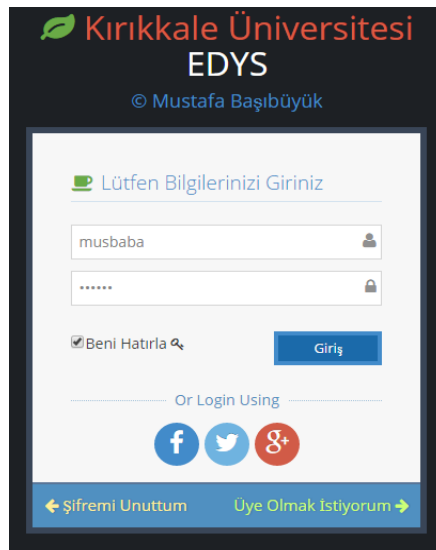 Kırıkkale Üniversitesi
EDYS
© Mustafa Başıbüyük
Lütfen Bilgilerinizi Giriniz
musbaba
••••••
Beni Hatırla
Giriş
Or Login Using
f g+
Şifremi Unuttum Üye Olmak İstiyorum